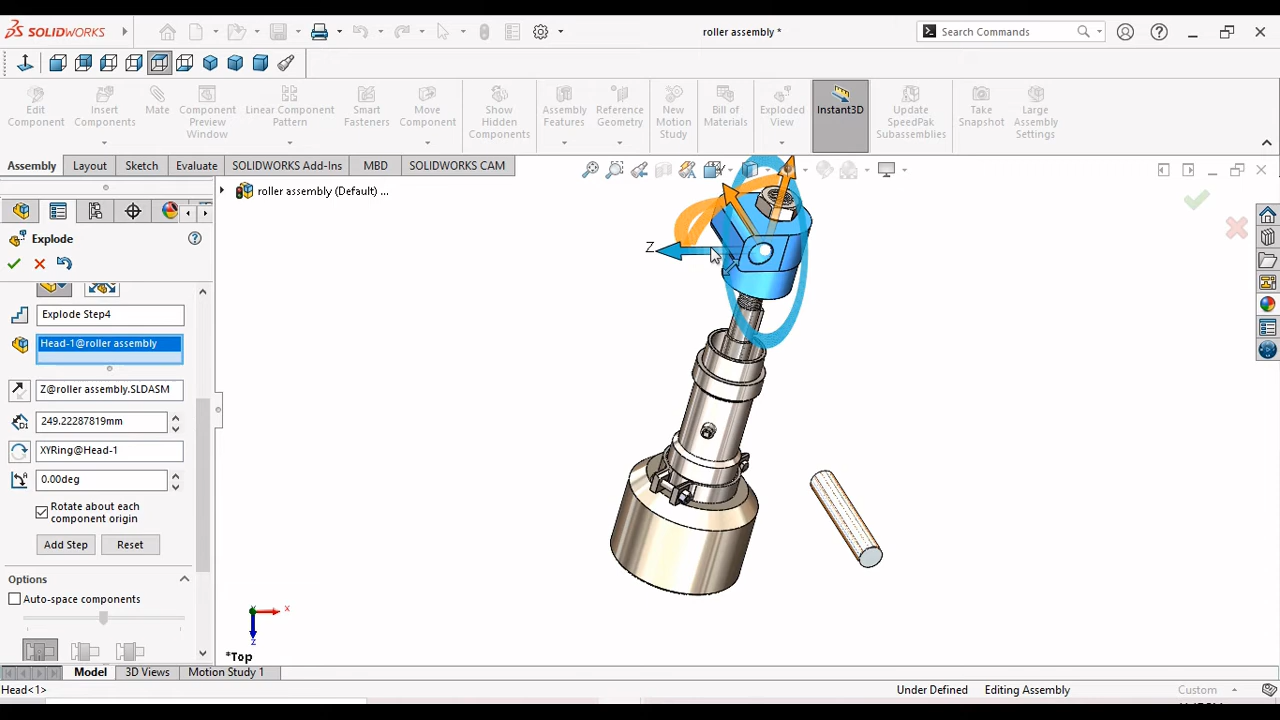 SOLIDWORKS
roller assembly *
Search Commands
Edit Component
Insert Components
Mate
Component Preview Window
Linear Component Pattern
Smart Fasteners
Move Component
Show Hidden Components
Assembly Features
Reference Geometry
New Motion Study
Bill of Materials
Exploded View
Instant3D
Update SpeedPak Subassemblies
Take Snapshot
Large Assembly Settings
Assembly
Layout
Sketch
Evaluate
SOLIDWORKS Add-Ins
MBD
SOLIDWORKS CAM
roller assembly (Default) ...
Explode
Explode Step4
Head-1@roller assembly
Z@roller assembly.SLDASM
249.22287819mm
XYRing@Head-1
0.00deg
Rotate about each
component origin
Add Step
Reset
Options
Auto-space components
Z
Y
x
z
*Top
Model
3D Views
Motion Study 1
Head<1>
Under Defined
Editing Assembly
Custom